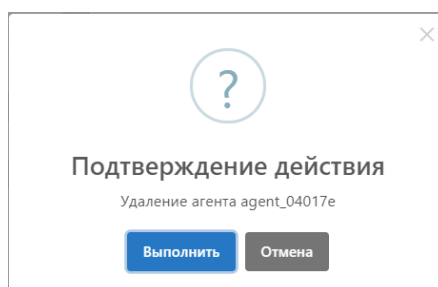 ?
Подтверждение действия
Удаление агента agent_04017e
Выполнить Отмена